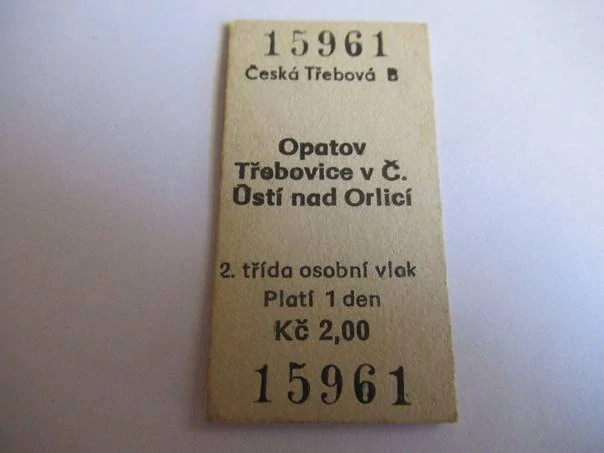 15961
Česká Třebová B
Opatov
Třebovice v Č.
Ústí nad Orlicí
2. třída osobní vlak
Platí 1 den
Kč 2,00
15961